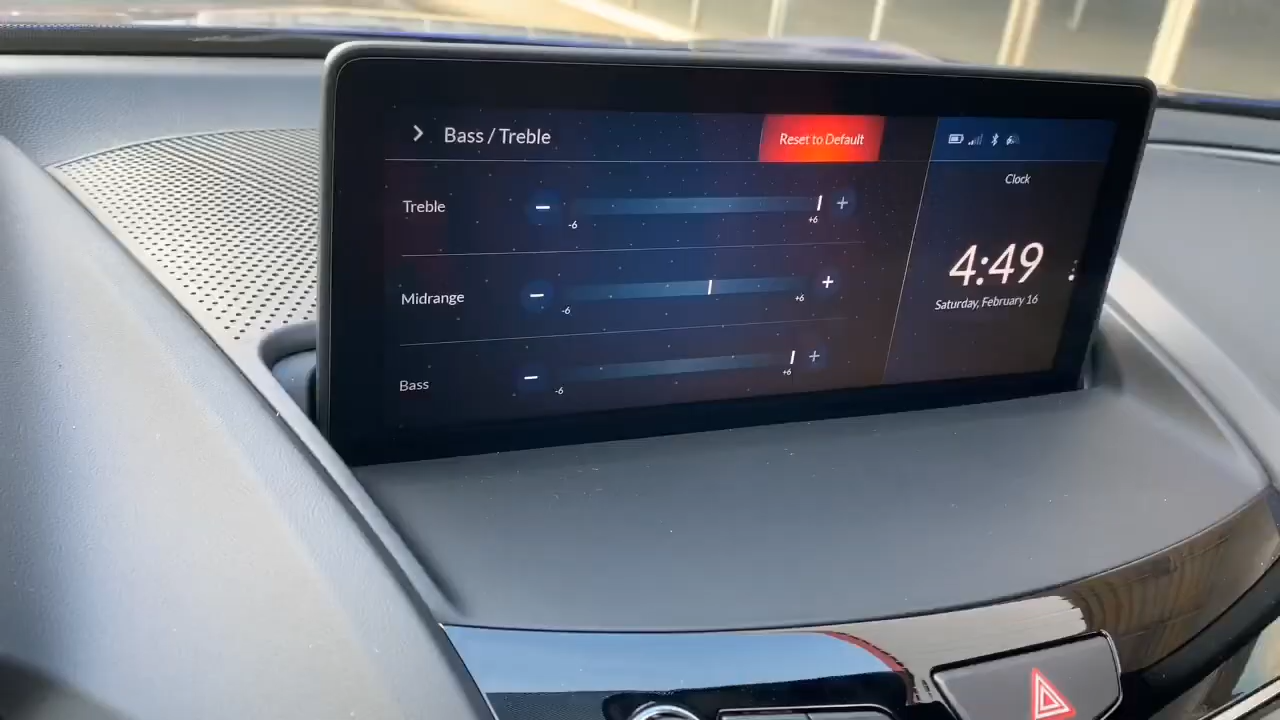 Bass / Treble
Reset to Default
Treble
-6
+6
Midrange
-6
+6
Bass
-6
+6
Clock
4:49
Saturday, February 16